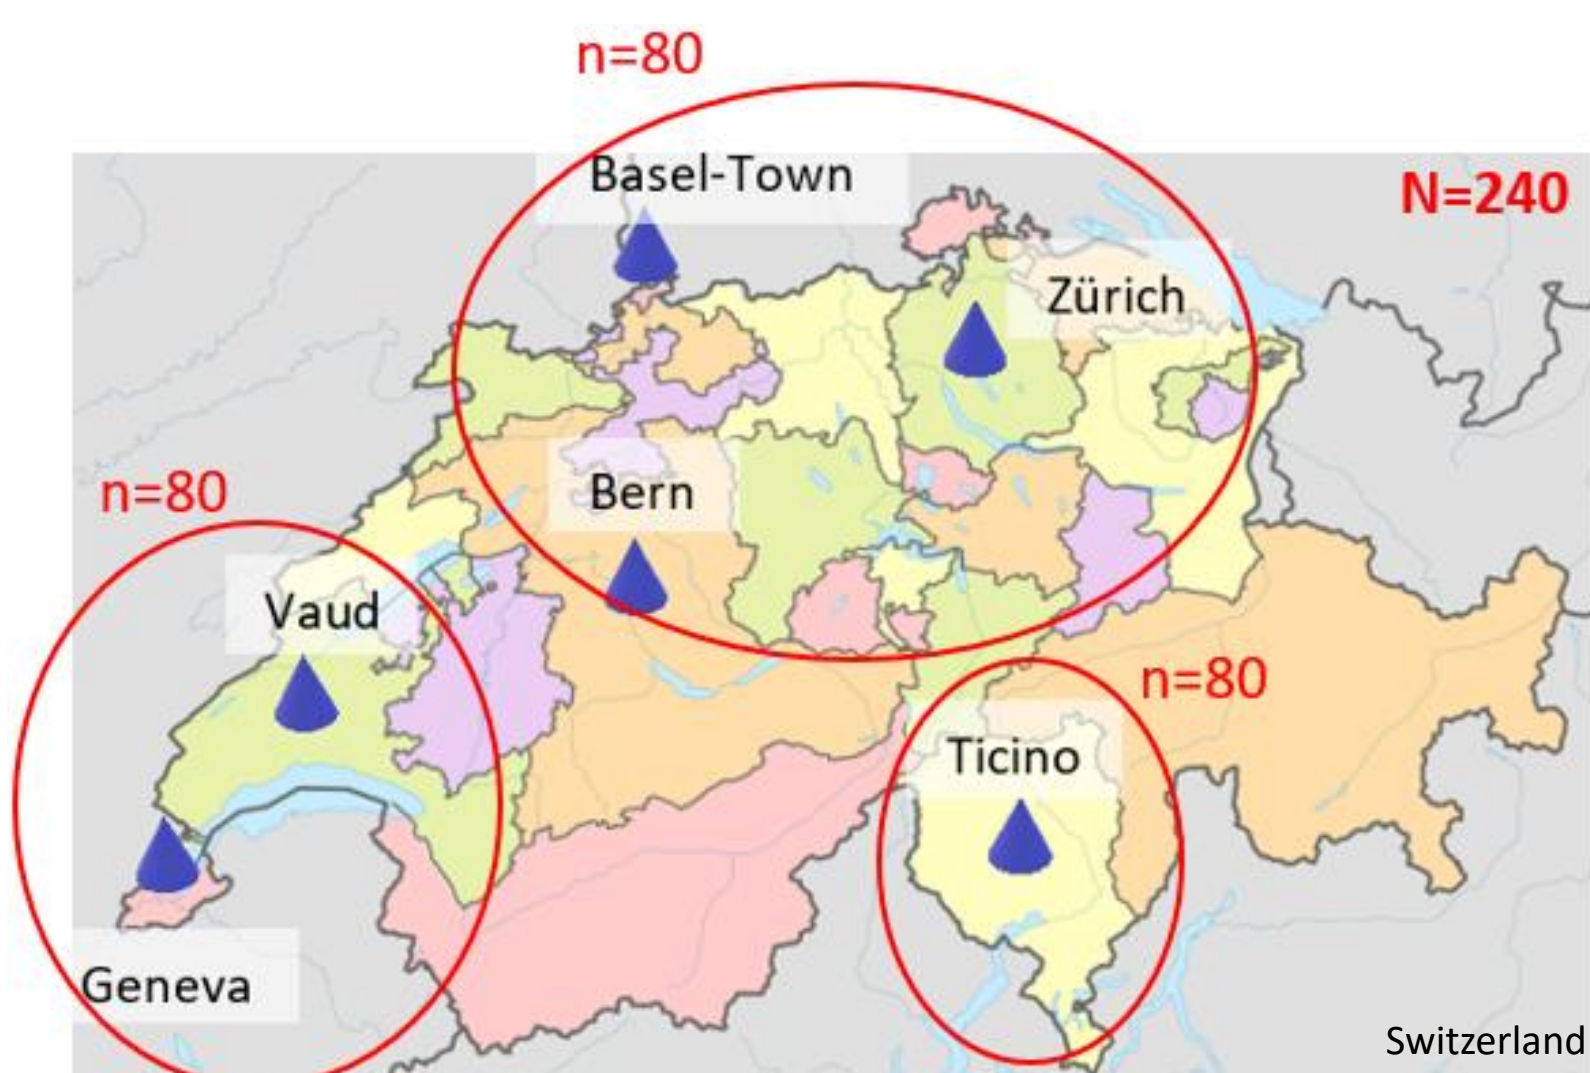 n=80
Basel-Town
N=240
Zürich
n=80
Bern
Vaud
n=80
Ticino
Geneva
Switzerland